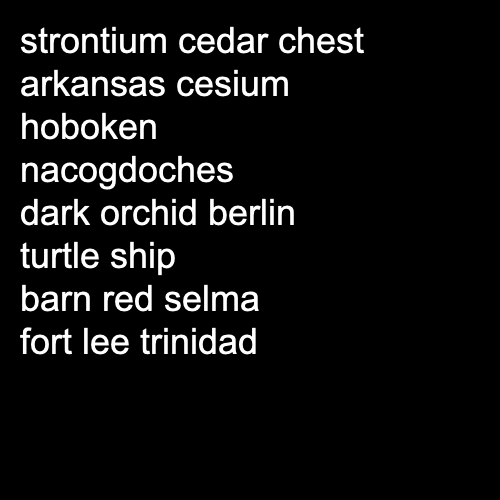 strontium cedar chest
arkansas cesium
hoboken
nacogdoches
dark orchid berlin
turtle ship
barn red selma
fort lee trinidad